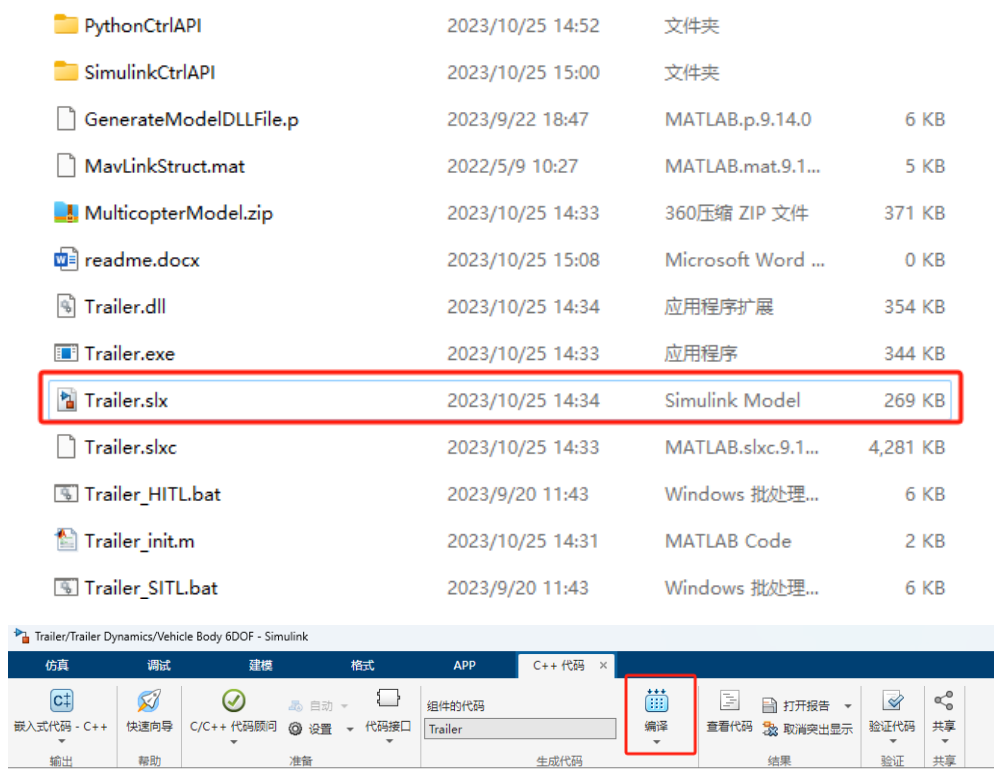 PythonCtrlAPI 2023/10/25 14:52 文件夹
SimulinkCtrlAPI 2023/10/25 15:00 文件夹
GenerateModelDLLFile.p 2023/9/22 18:47 MATLAB.p.9.14.0 6 KB
MavLinkStruct.mat 2022/5/9 10:27 MATLAB.mat.9.1... 5 KB
MulticopterModel.zip 2023/10/25 14:33 360压缩 ZIP 文件 371 KB
readme.docx 2023/10/25 15:08 Microsoft Word ... 0 KB
Trailer.dll 2023/10/25 14:34 应用程序扩展 354 KB
Trailer.exe 2023/10/25 14:33 应用程序 344 KB
Trailer.slx 2023/10/25 14:34 Simulink Model 269 KB
Trailer.slxc 2023/10/25 14:33 MATLAB.slxc.9.1... 4,281 KB
Trailer_HITL.bat 2023/9/20 11:43 Windows 批处理... 6 KB
Trailer_init.m 2023/10/25 14:31 MATLAB Code 2 KB
Trailer_SITL.bat 2023/9/20 11:43 Windows 批处理... 6 KB
Trailer/Trailer Dynamics/Vehicle Body 6DOF - Simulink
仿真 调试 建模 格式 APP C++ 代码 ×
自动 组件的代码 打开报告
嵌入式代码 - C++ 快速向导 C/C++ 代码顾问 设置 代码接口 Trailer 编译 查看代码 取消突出显示 验证代码 共享
输出 帮助 准备 生成代码 结果 验证 共享